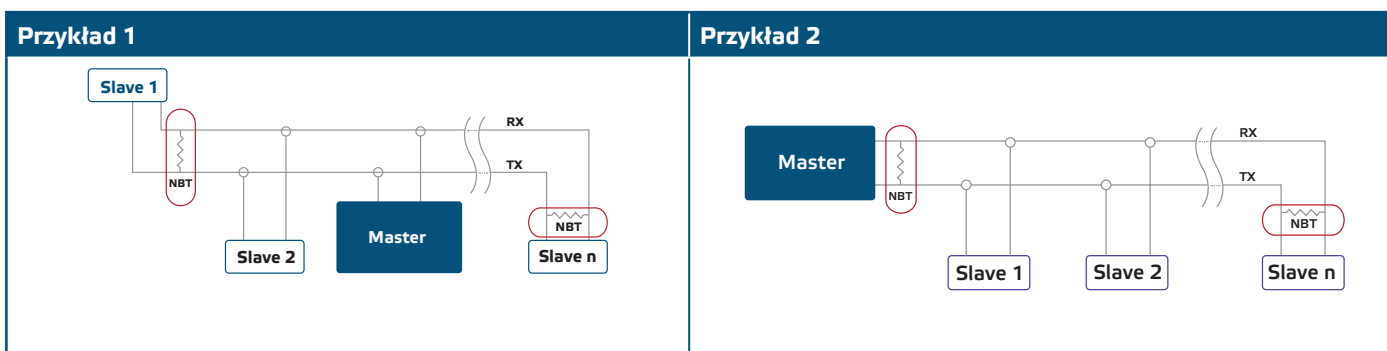 Przykład 1
Slave 1
RX
TX
NBT
NBT
Master
Slave 2
Slave n
Przykład 2
Master
RX
TX
NBT
NBT
Slave 1
Slave 2
Slave n